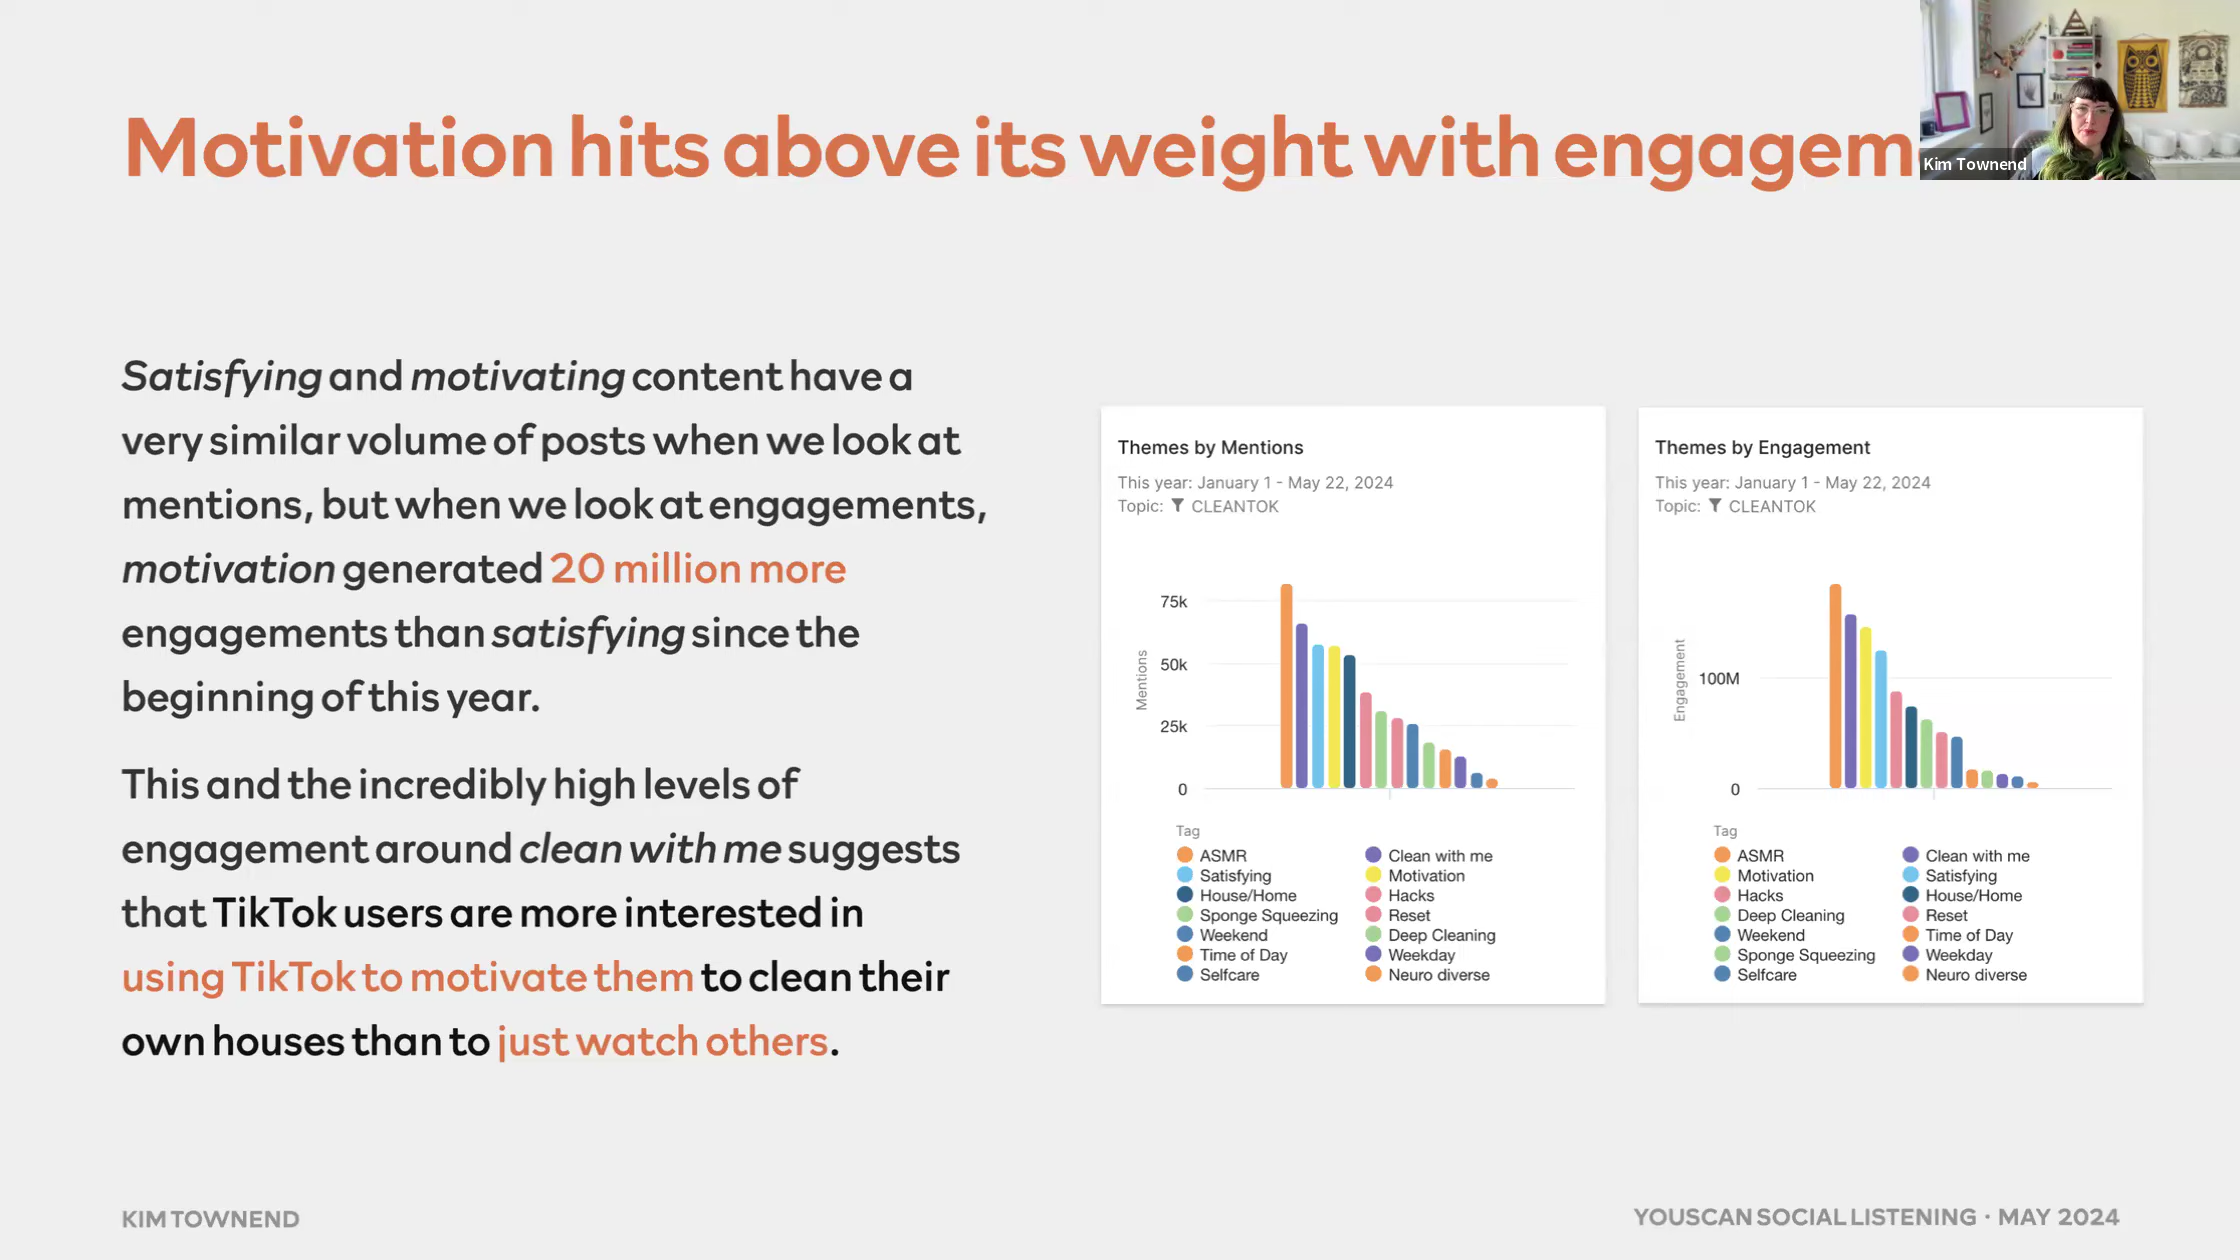 Motivation hits above its weight with engagem
Kim Townend
Satisfying and motivating content have a
very similar volume of posts when we look at
mentions, but when we look at engagements,
motivation generated 20 million more
engagements than satisfying since the
beginning of this year.
This and the incredibly high levels of
engagement around clean with me suggests
that TikTok users are more interested in
using TikTok to motivate them to clean their
own houses than to just watch others.
Themes by Mentions
This year: January 1 - May 22, 2024
Topic: CLEANTOK
75k
50k
25k
0
Mentions
Tag
ASMR Clean with me
Satisfying Motivation
House/Home Hacks
Sponge Squeezing Reset
Weekend Deep Cleaning
Time of Day Weekday
Selfcare Neuro diverse
Themes by Engagement
This year: January 1 - May 22, 2024
Topic: CLEANTOK
100M
0
Engagement
Tag
ASMR Clean with me
Motivation Satisfying
Hacks House/Home
Deep Cleaning Reset
Weekend Time of Day
Sponge Squeezing Weekday
Selfcare Neuro diverse
KIM TOWNEND
YOUSCAN SOCIAL LISTENING · MAY 2024